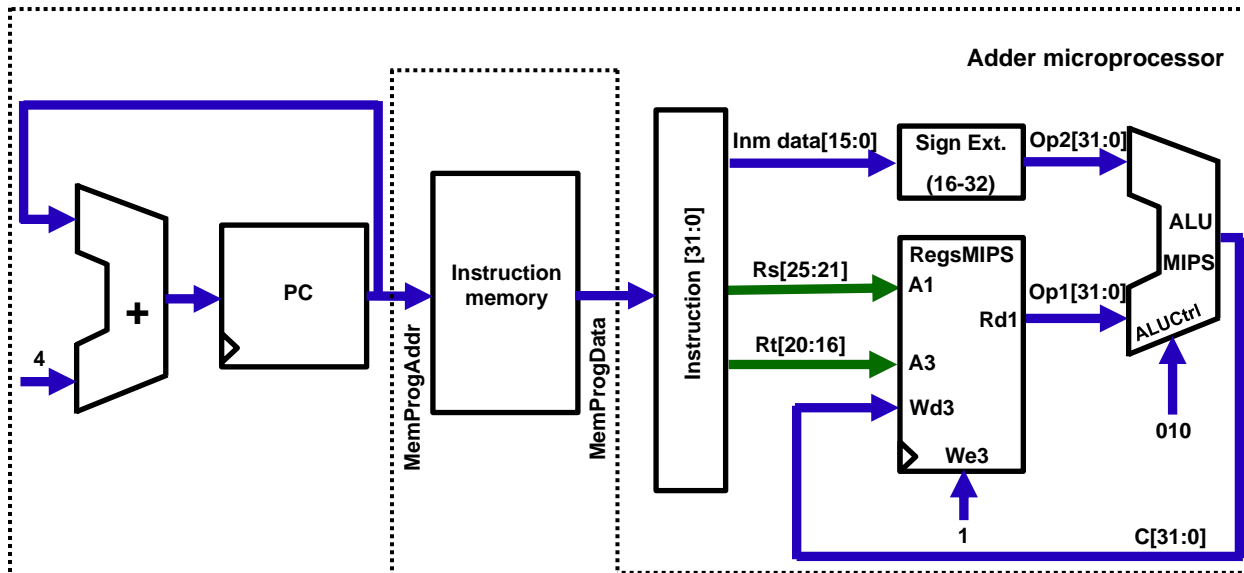 Adder microprocessor
Inm data[15:0]
Sign Ext.
(16-32)
Op2[31:0]
ALU
MIPS
ALUCtrl
010
RegsMIPS
Rs[25:21]
A1
Rd1
Op1[31:0]
Rt[20:16]
A3
Wd3
We3
1
C[31:0]
Instruction [31:0]
Instruction
memory
MemProgAddr
MemProgData
PC
+
4